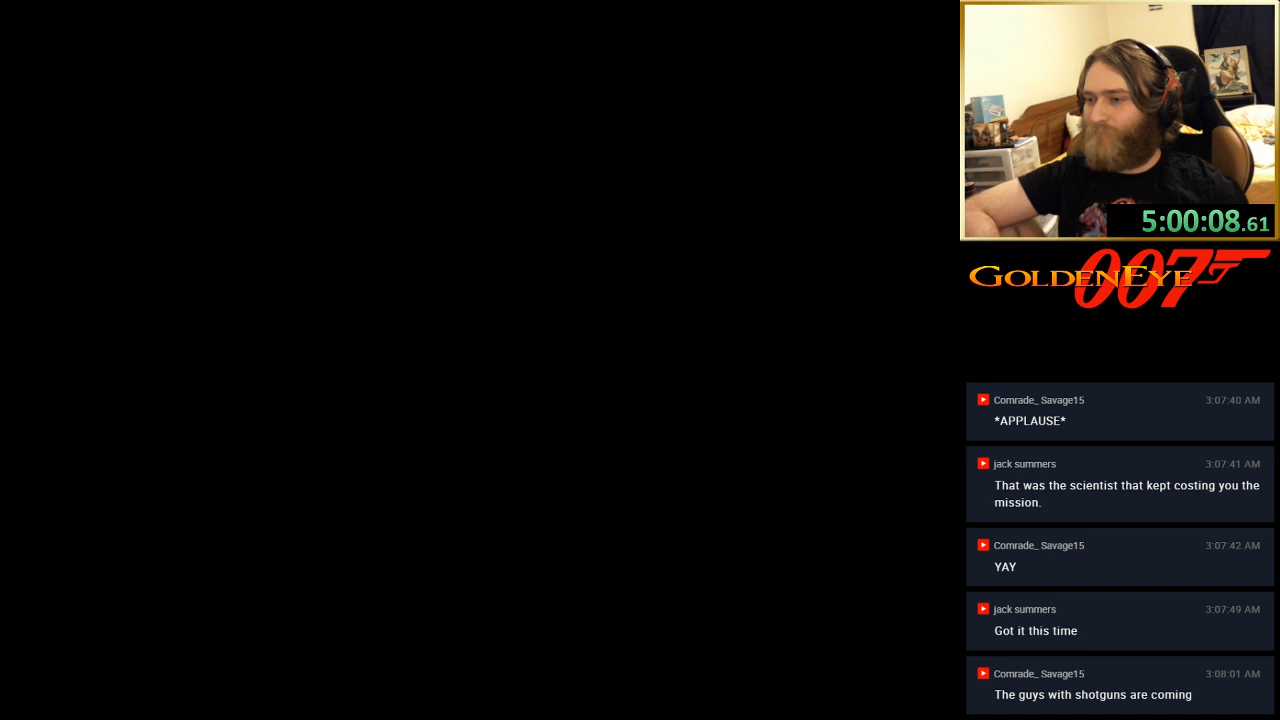 5:00:08.61
GOLDENEYE 007
Comrade_ Savage15 3:07:40 AM
*APPLAUSE*
jack summers 3:07:41 AM
That was the scientist that kept costing you the
mission.
Comrade_ Savage15 3:07:42 AM
YAY
jack summers 3:07:49 AM
Got it this time
Comrade_ Savage15 3:08:01 AM
The guys with shotguns are coming